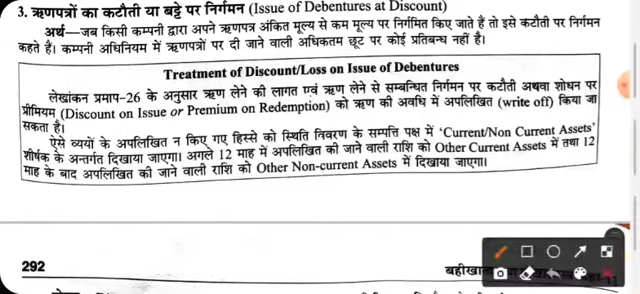 3. ऋणपत्रों का कटौती या बट्टे पर निर्गमन (Issue of Debentures at Discount)
अर्थ—जब किसी कम्पनी द्वारा अपने ऋणपत्र अंकित मूल्य से कम मूल्य पर निर्गमित किए जाते हैं तो इसे कटौती पर निर्गमन
कहते हैं। कम्पनी अधिनियम में ऋणपत्रों पर दी जाने वाली अधिकतम छूट पर कोई प्रतिबन्ध नहीं है।
Treatment of Discount/Loss on Issue of Debentures
लेखांकन प्रमाप-26 के अनुसार ऋण लेने की लागत एवं ऋण लेने से सम्बन्धित निर्गमन पर कटौती अथवा शोधन पर
प्रीमियम (Discount on Issue or Premium on Redemption) को ऋण की अवधि में अपलिखित (write off) किया जा
सकता है।
ऐसे व्ययों के अपलिखित न किए गए हिस्से को स्थिति विवरण के सम्पत्ति पक्ष में 'Current/Non Current Assets'
शीर्षक के अन्तर्गत दिखाया जाएगा। अगले 12 माह में अपलिखित की जाने वाली राशि को Other Current Assets में तथा 12
माह के बाद अपलिखित की जाने वाली राशि को Other Non-current Assets में दिखाया जाएगा।
292